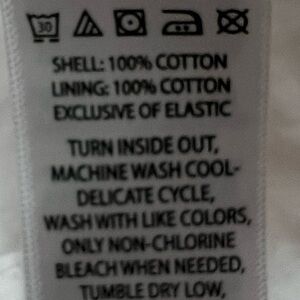 30
SHELL: 100% COTTON
LINING: 100% COTTON
EXCLUSIVE OF ELASTIC
TURN INSIDE OUT,
MACHINE WASH COOL-
DELICATE CYCLE,
WASH WITH LIKE COLORS,
ONLY NON-CHLORINE
BLEACH WHEN NEEDED,
TUMBLE DRY LOW,